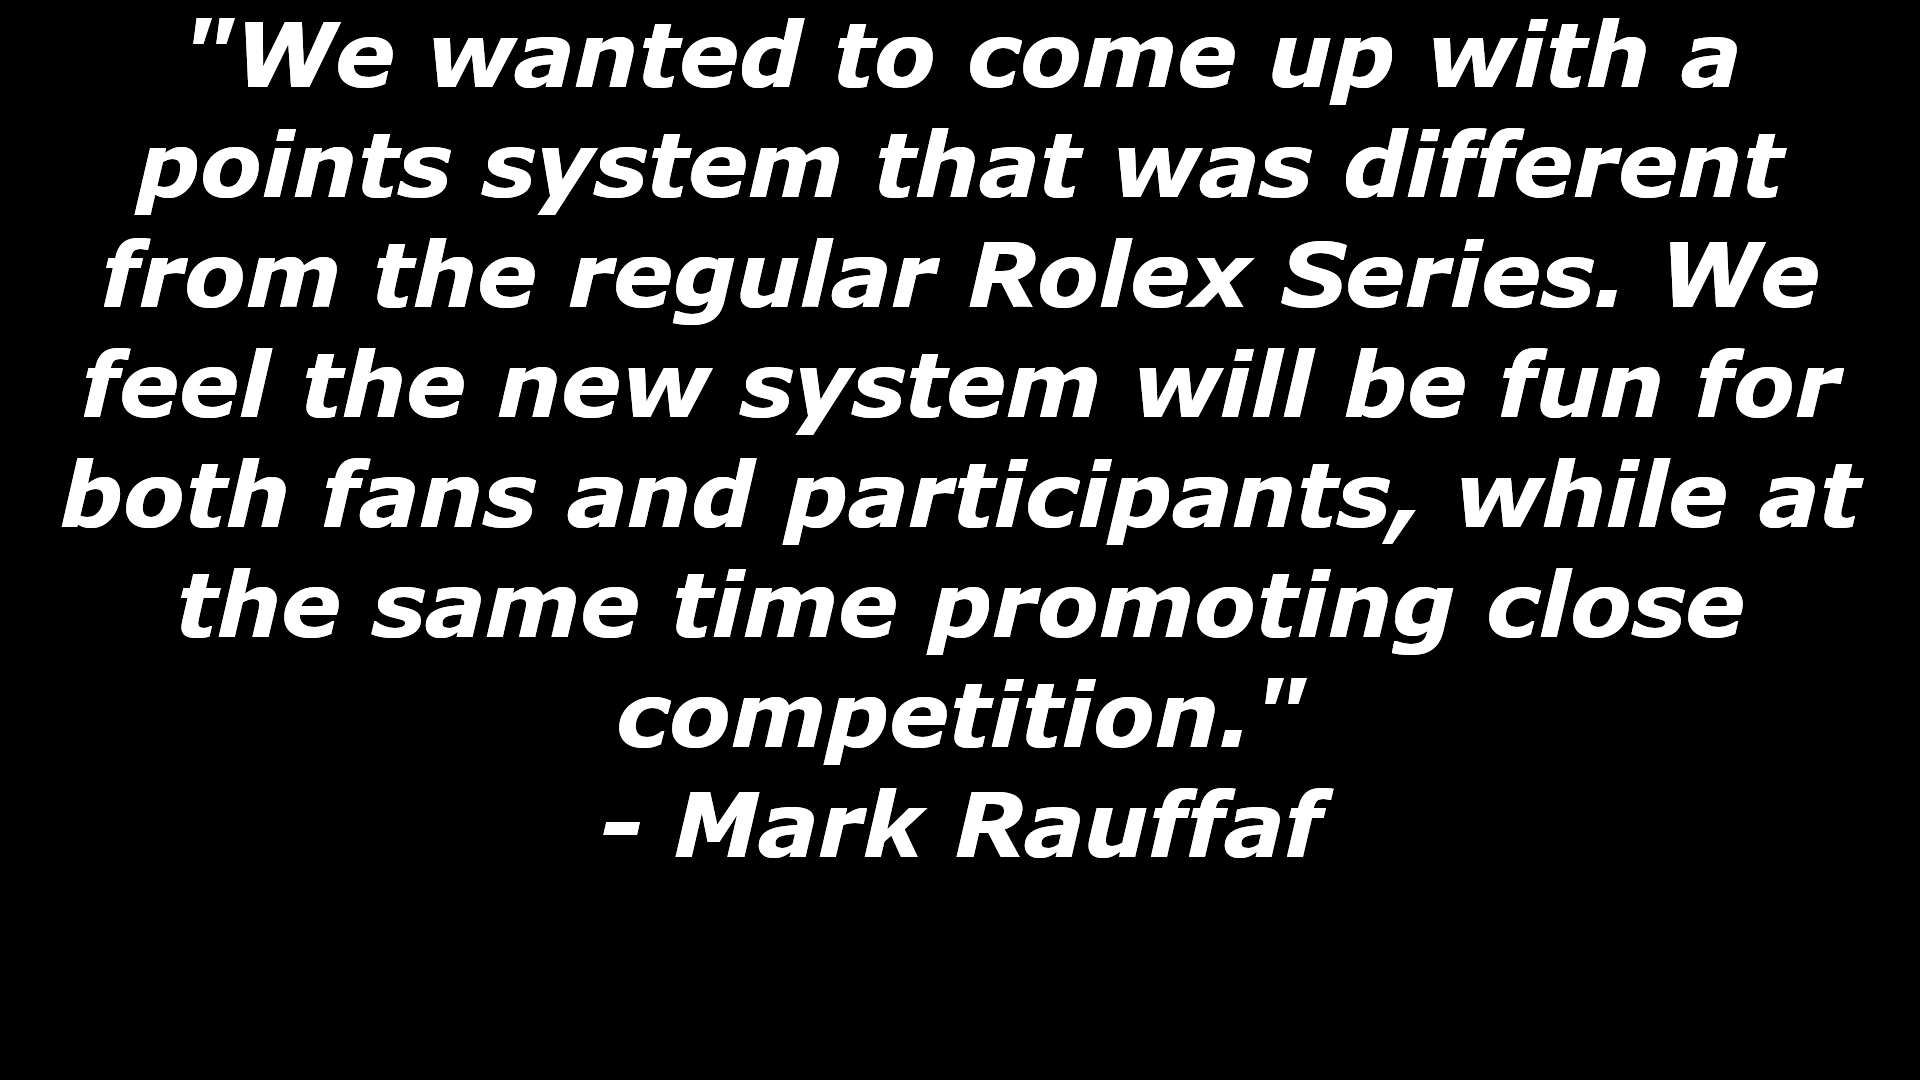 "We wanted to come up with a
points system that was different
from the regular Rolex Series. We
feel the new system will be fun for
both fans and participants, while at
the same time promoting close
competition."
- Mark Rauffaf